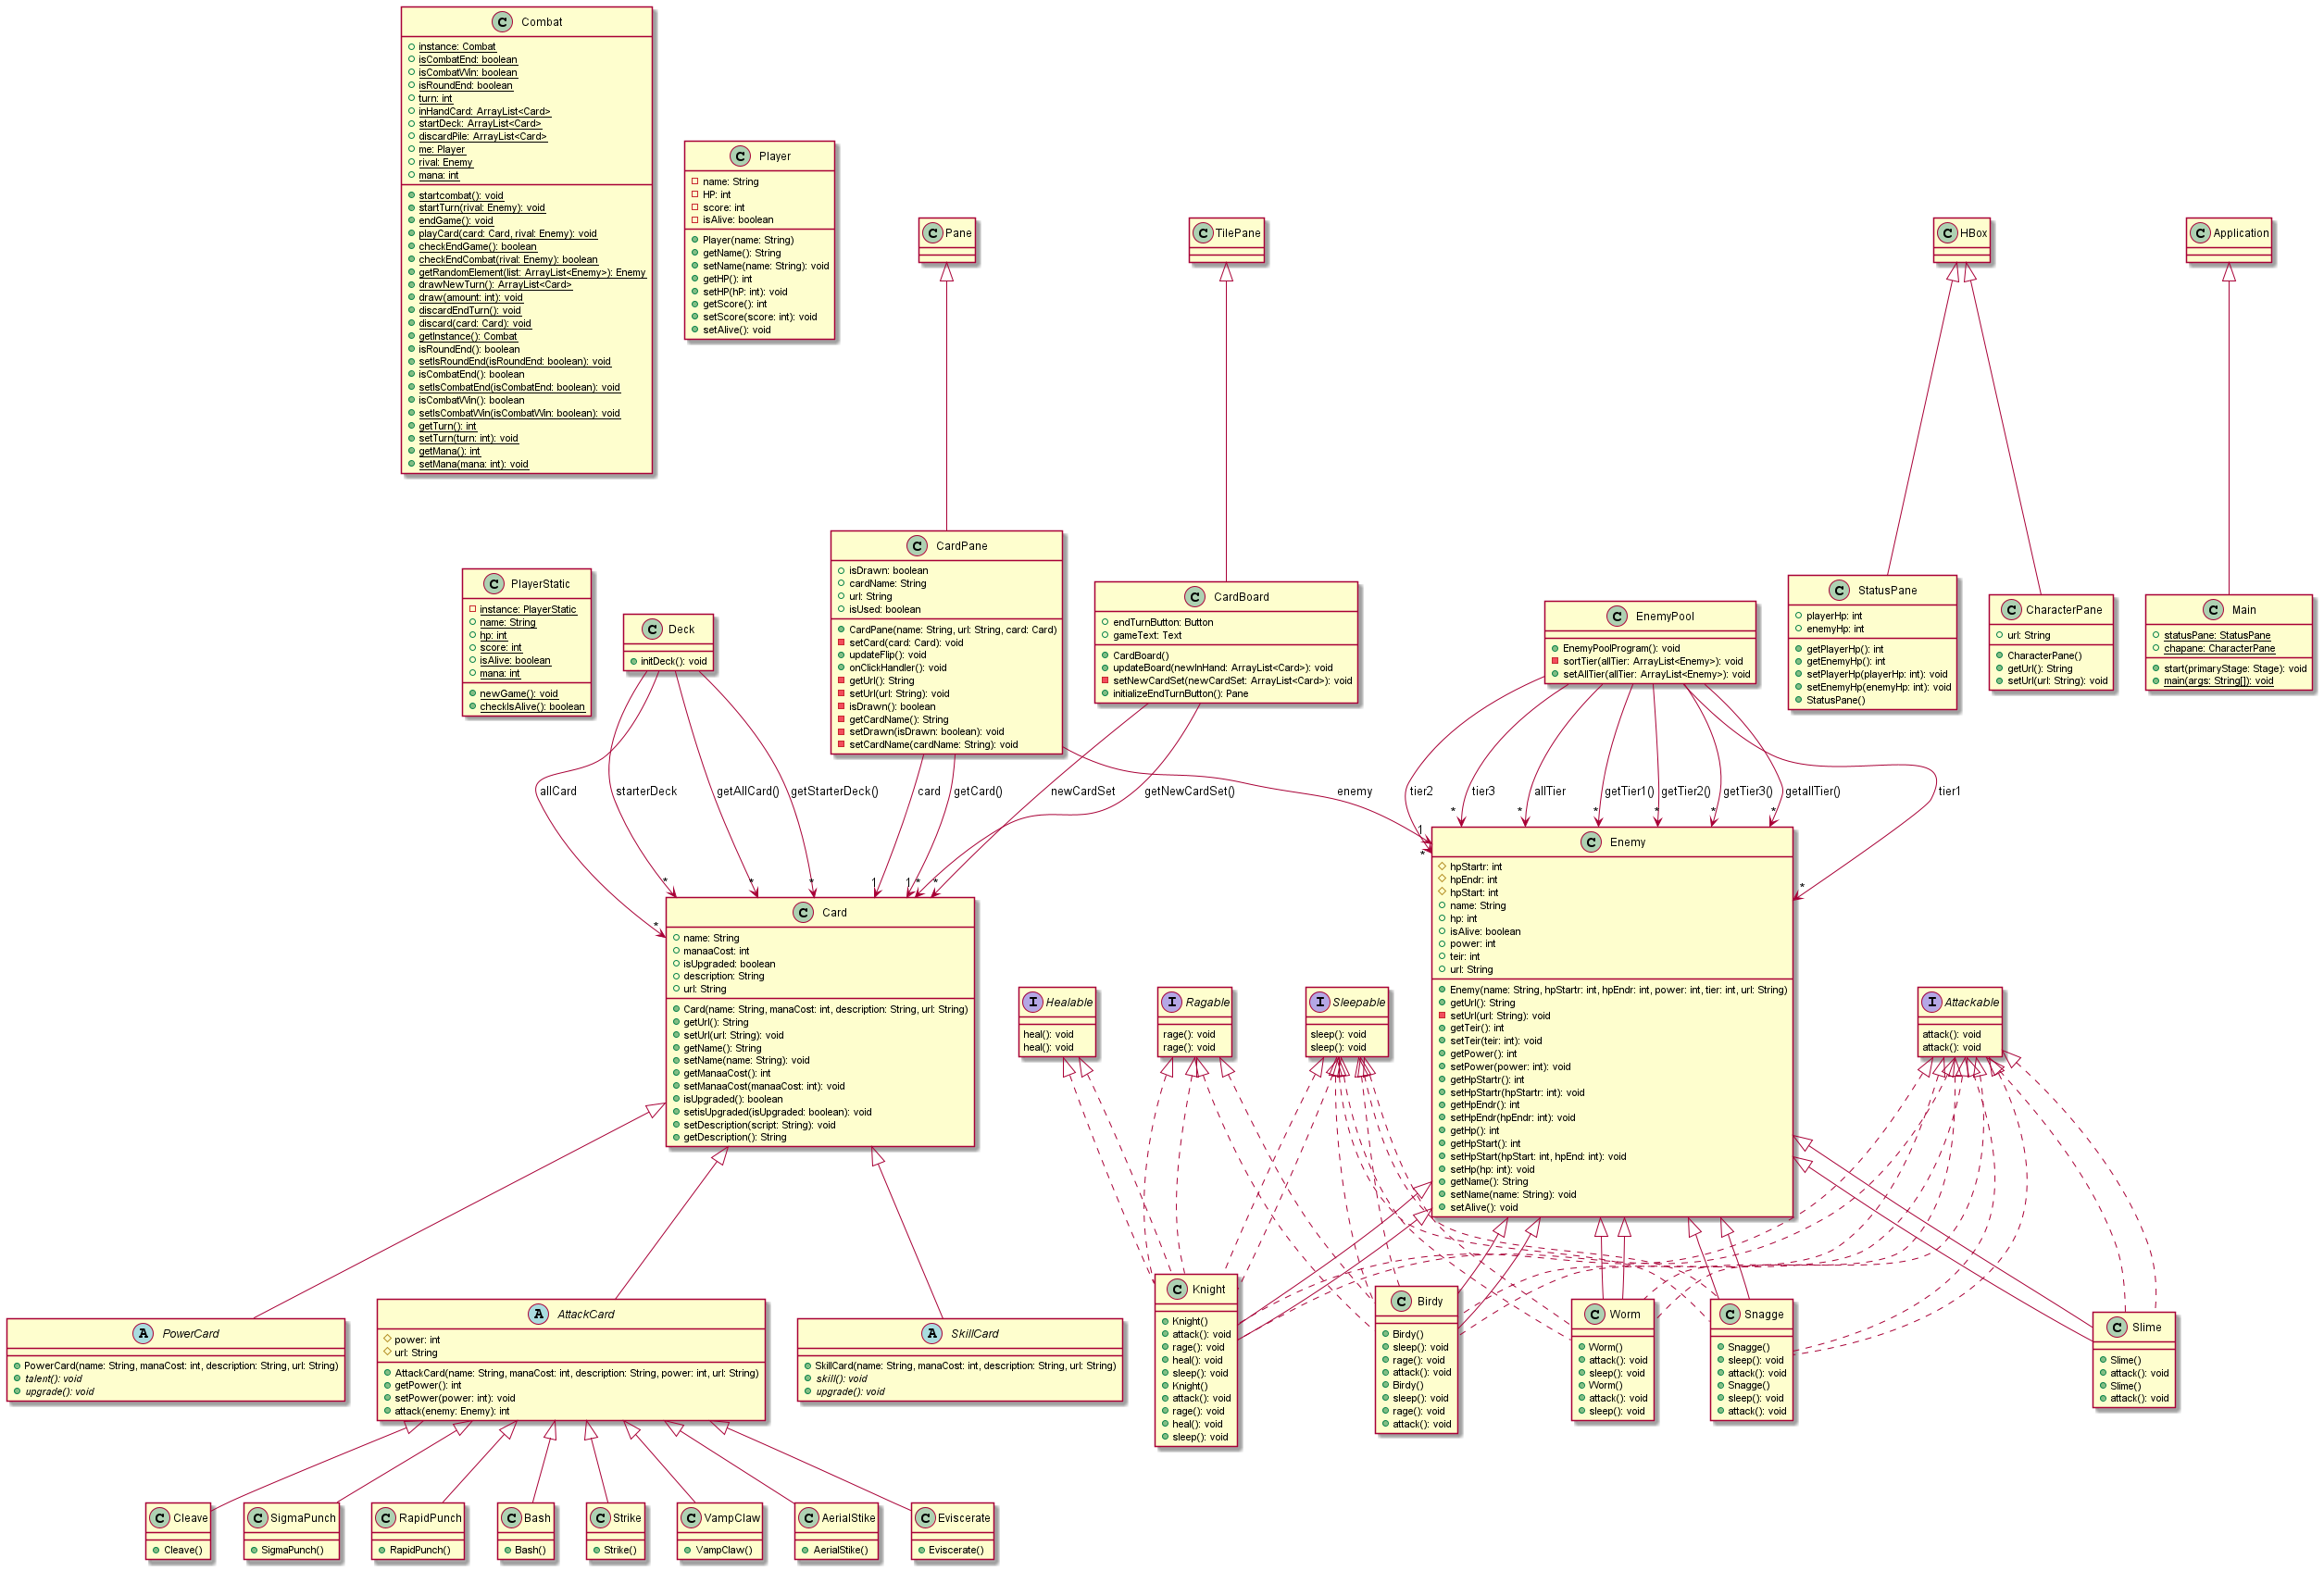 Combat
instance: Combat
isCombatEnd: boolean
isCombatWin: boolean
isRoundEnd: boolean
turn: int
inHandCard: ArrayList<Card>
startDeck: ArrayList<Card>
discardPile: ArrayList<Card>
me: Player
rival: Enemy
mana: int
startcombat(): void
startTurn(rival: Enemy): void
endGame(): void
playCard(card: Card, rival: Enemy): void
checkEndGame(): boolean
checkEndCombat(rival: Enemy): boolean
getRandomElement(list: ArrayList<Enemy>): Enemy
drawNewTurn(): ArrayList<Card>
draw(amount: int): void
discardEndTurn(): void
discard(card: Card): void
getInstance(): Combat
isRoundEnd(): boolean
setIsRoundEnd(isRoundEnd: boolean): void
isCombatEnd(): boolean
setIsCombatEnd(isCombatEnd: boolean): void
isCombatWin(): boolean
setIsCombatWin(isCombatWin: boolean): void
getTurn(): int
setTurn(turn: int): void
getMana(): int
setMana(mana: int): void
Player
name: String
HP: int
score: int
isAlive: boolean
Player(name: String)
getName(): String
setName(name: String): void
getHP(): int
setHP(hP: int): void
getScore(): int
setScore(score: int): void
setAlive(): void
Pane
TilePane
HBox
Application
PlayerStatic
instance: PlayerStatic
name: String
hp: int
score: int
isAlive: boolean
mana: int
newGame(): void
checkIsAlive(): boolean
Deck
initDeck(): void
CardPane
isDrawn: boolean
cardName: String
url: String
isUsed: boolean
CardPane(name: String, url: String, card: Card)
setCard(card: Card): void
updateFlip(): void
onClickHandler(): void
getUrl(): String
setUrl(url: String): void
isDrawn(): boolean
getCardName(): String
setDrawn(isDrawn: boolean): void
setCardName(cardName: String): void
CardBoard
endTurnButton: Button
gameText: Text
CardBoard()
updateBoard(newInHand: ArrayList<Card>): void
setNewCardSet(newCardSet: ArrayList<Card>): void
initializeEndTurnButton(): Pane
EnemyPool
EnemyPoolProgram(): void
sortTier(allTier: ArrayList<Enemy>): void
setAllTier(allTier: ArrayList<Enemy>): void
StatusPane
playerHp: int
enemyHp: int
getPlayerHp(): int
getEnemyHp(): int
setPlayerHp(playerHp: int): void
setEnemyHp(enemyHp: int): void
StatusPane()
CharacterPane
url: String
CharacterPane()
getUrl(): String
setUrl(url: String): void
Main
statusPane: StatusPane
chapane: CharacterPane
start(primaryStage: Stage): void
main(args: String[]): void
allCard
starterDeck
getAllCard()
getStarterDeck()
card
getCard()
newCardSet
getNewCardSet()
enemy
tier2
tier3
allTier
getTier1()
getTier2()
getTier3()
getallTier()
tier1
* * * * * * *
1
*
*
* * * 1 1 * *
*
Card
name: String
manaaCost: int
isUpgraded: boolean
description: String
url: String
Card(name: String, manaCost: int, description: String, url: String)
getUrl(): String
setUrl(url: String): void
getName(): String
setName(name: String): void
getManaaCost(): int
setManaaCost(manaaCost: int): void
isUpgraded(): boolean
setisUpgraded(isUpgraded: boolean): void
setDescription(script: String): void
getDescription(): String
Healable
heal(): void
heal(): void
Ragable
rage(): void
rage(): void
Sleepable
sleep(): void
sleep(): void
Enemy
hpStartr: int
hpEndr: int
hpStart: int
name: String
hp: int
isAlive: boolean
power: int
teir: int
url: String
Enemy(name: String, hpStartr: int, hpEndr: int, power: int, tier: int, url: String)
getUrl(): String
setUrl(url: String): void
getTeir(): int
setTeir(teir: int): void
getPower(): int
setPower(power: int): void
getHpStartr(): int
setHpStartr(hpStartr: int): void
getHpEndr(): int
setHpEndr(hpEndr: int): void
getHp(): int
getHpStart(): int
setHpStart(hpStart: int, hpEnd: int): void
setHp(hp: int): void
getName(): String
setName(name: String): void
setAlive(): void
Attackable
attack(): void
attack(): void
PowerCard
PowerCard(name: String, manaCost: int, description: String, url: String)
talent(): void
upgrade(): void
AttackCard
power: int
url: String
AttackCard(name: String, manaCost: int, description: String, power: int, url: String)
getPower(): int
setPower(power: int): void
attack(enemy: Enemy): int
SkillCard
SkillCard(name: String, manaCost: int, description: String, url: String)
skill(): void
upgrade(): void
Knight
Knight()
attack(): void
rage(): void
heal(): void
sleep(): void
Knight()
attack(): void
rage(): void
heal(): void
sleep(): void
Birdy
Birdy()
sleep(): void
rage(): void
attack(): void
Birdy()
sleep(): void
rage(): void
attack(): void
Worm
Worm()
attack(): void
sleep(): void
Worm()
attack(): void
sleep(): void
Snagge
Snagge()
sleep(): void
attack(): void
Snagge()
sleep(): void
attack(): void
Slime
Slime()
attack(): void
Slime()
attack(): void
Cleave
Cleave()
SigmaPunch
SigmaPunch()
RapidPunch
RapidPunch()
Bash
Bash()
Strike
Strike()
VampClaw
VampClaw()
AerialStike
AerialStike()
Eviscerate
Eviscerate()